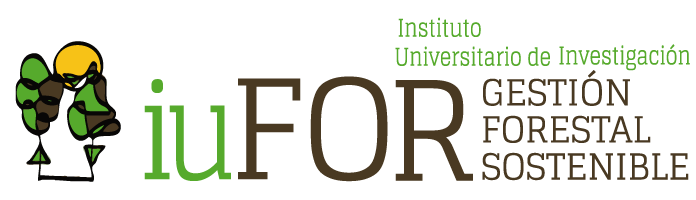 Instituto
Universitario de Investigación
iuFOR
GESTIÓN
FORESTAL
SOSTENIBLE